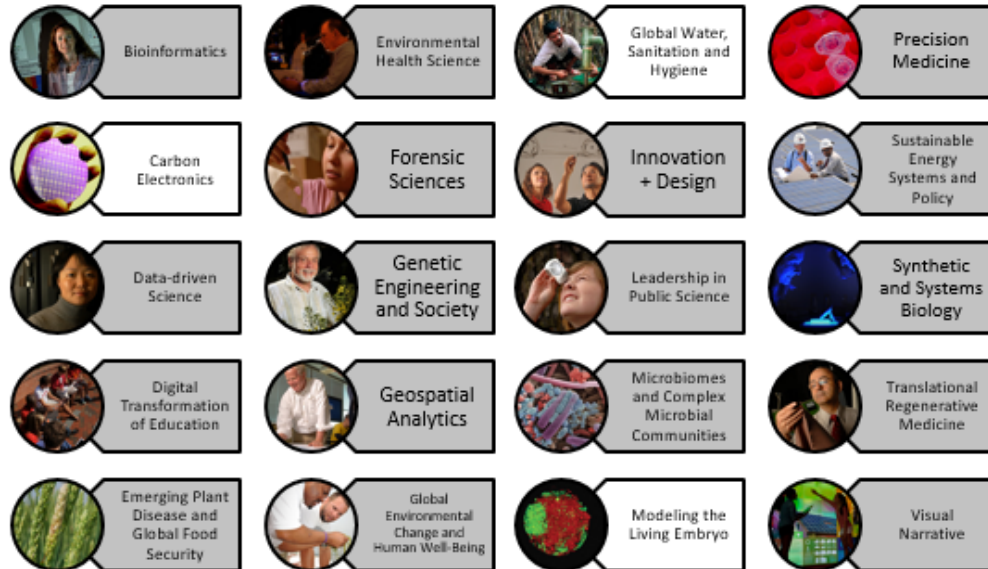 Bioinformatics
Environmental
Health Science
Global Water,
Sanitation and
Hygiene
Precision
Medicine
Carbon
Electronics
Forensic
Sciences
Innovation
+ Design
Sustainable
Energy
Systems and
Policy
Data-driven
Science
Genetic
Engineering
and Society
Leadership in
Public Science
Synthetic
and Systems
Biology
Digital
Transformation
of Education
Geospatial
Analytics
Microbiomes
and Complex
Microbial
Communities
Translational
Regenerative
Medicine
Emerging Plant
Disease and
Global Food
Security
Global
Environmental
Change and
Human Well-Being
Modeling the
Living Embryo
Visual
Narrative